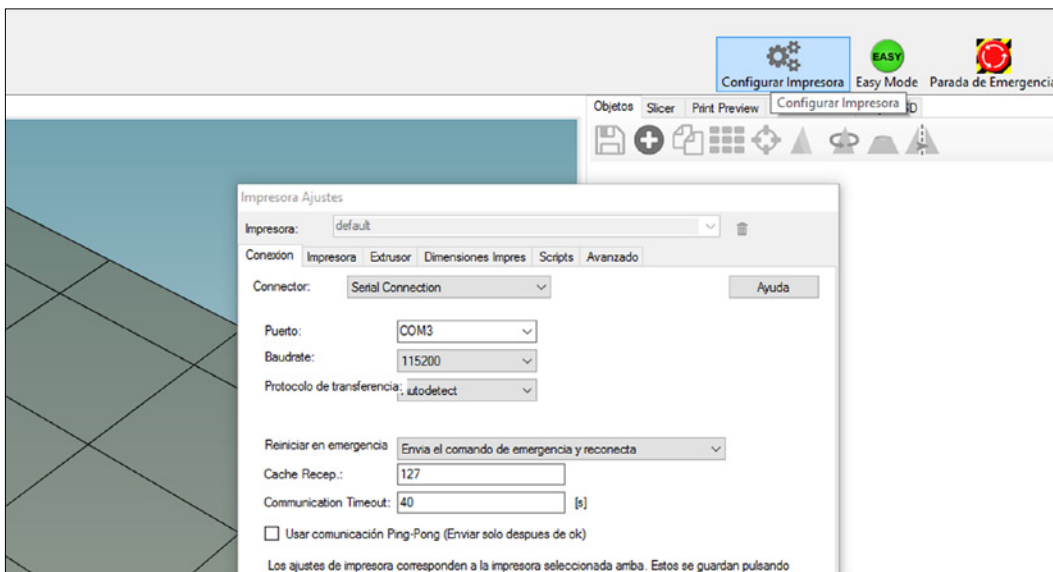 EASY
Configurar Impresora Easy Mode Parada de Emergencia
Objetos Slicer Print Preview Configurar Impresora D
Impresora Ajustes
Impresora: default
Conexion Impresora Extrusor Dimensiones Impres Scripts Avanzado
Connector: Serial Connection Ayuda
Puerto: COM3
Baudrate: 115200
Protocolo de transferencia: utodetect
Reiniciar en emergencia Envia el comando de emergencia y reconecta
Cache Recep.: 127
Communication Timeout: 40 [s]
Usar comunicación Ping-Pong (Enviar solo despues de ok)
Los ajustes de impresora corresponden a la impresora seleccionada arriba. Estos se guardan pulsando